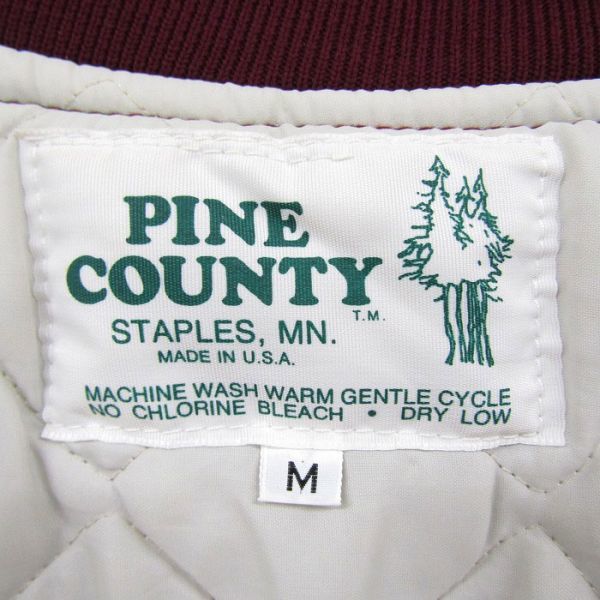 PINE
COUNTY T.M.
STAPLES, MN.
MADE IN U.S.A.
MACHINE WASH WARM GENTLE CYCLE
NO CHLORINE BLEACH • DRY LOW
M